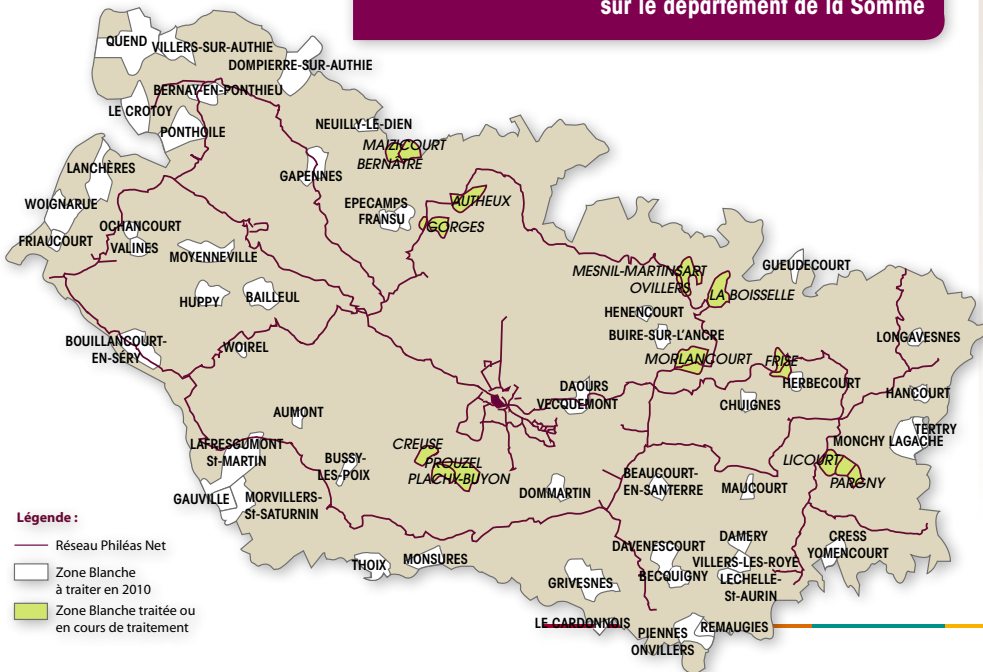 sur le département de la Somme
QUEND
VILLERS-SUR-AUTHIE
DOMPIERRE-SUR-AUTHIE
BERNAY-EN-PONTHIEU
LE CROTOY
PONTHOILE
NEUILLY-LE-DIEN
MAIZICOURT
BERNATRE
LANCHÈRES
GAPENNES
WOIGNARUE
EPECAMPS
FRANSU
AUTHEUX
GORGES
FRIAUCOURT
OCHANCOURT
VALINES
MOYENNEVILLE
MESNIL-MARTINSART
OVILLERS
LA BOISSELLE
GUEUDECOURT
HUPPY
BAILLEUL
HENENCOURT
BUIRE-SUR-L'ANCRE
LONGAVESNES
BOUILLANCOURT-
EN-SÉRY
WOIREL
MORLANCOURT
FRISE
HERBECOURT
HANCOURT
DAOURS
VECQUEMONT
CHUIGNES
AUMONT
TERTRY
MONCHY LAGACHE
LAFRESGUIMONT
St-MARTIN
BUSSY-
LES-POIX
CREUSE
PROUZEL
PLACHY-BUYON
LICOURT
PARGNY
GAUVILLE
MORVILLERS-
St-SATURNIN
DOMMARTIN
BEAUCOURT-
EN-SANTERRE
MAUCOURT
Légende :
Réseau Philéas Net
Zone Blanche
à traiter en 2010
Zone Blanche traitée ou
en cours de traitement
THOIX
MONSURES
DAVENESCOURT
BECQUIGNY
DAMERY
VILLERS-LES-ROYE
LECHELLE-
St-AURIN
CRESS
YOMENCOURT
GRIVESNES
LE CARDONNOIS
PIENNES
ONVILLERS
REMAUGIES